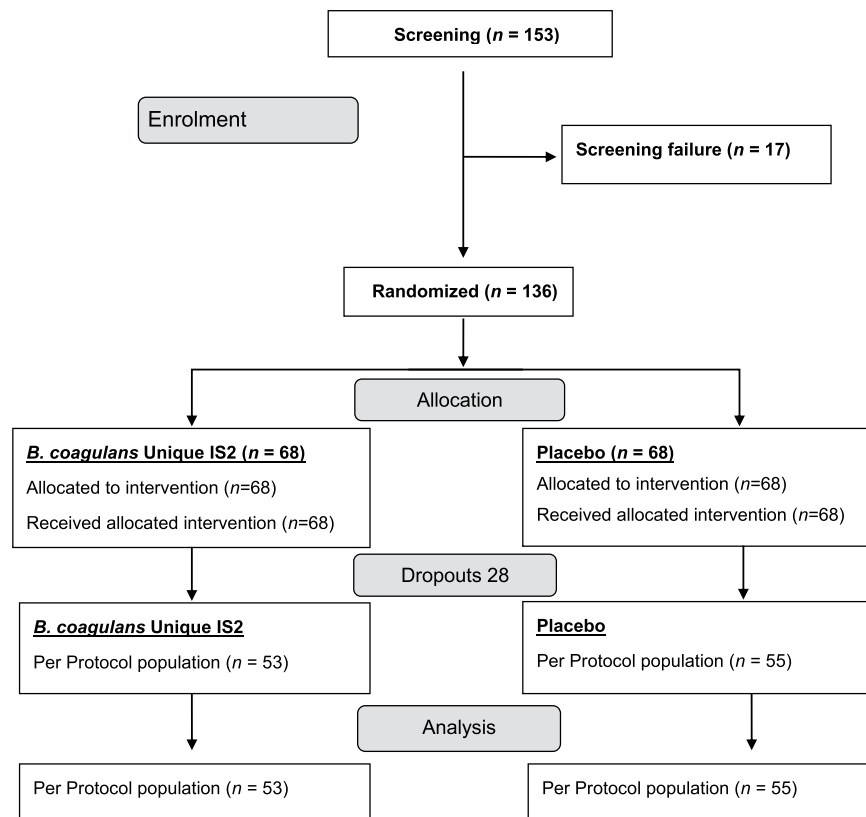 Screening (n = 153)
Enrolment
Screening failure (n = 17)
Randomized (n = 136)
Allocation
B. coagulans Unique IS2 (n = 68)
Allocated to intervention (n=68)
Received allocated intervention (n=68)
Placebo (n = 68)
Allocated to intervention (n=68)
Received allocated intervention (n=68)
Dropouts 28
B. coagulans Unique IS2
Per Protocol population (n = 53)
Placebo
Per Protocol population (n = 55)
Analysis
Per Protocol population (n = 53)
Per Protocol population (n = 55)